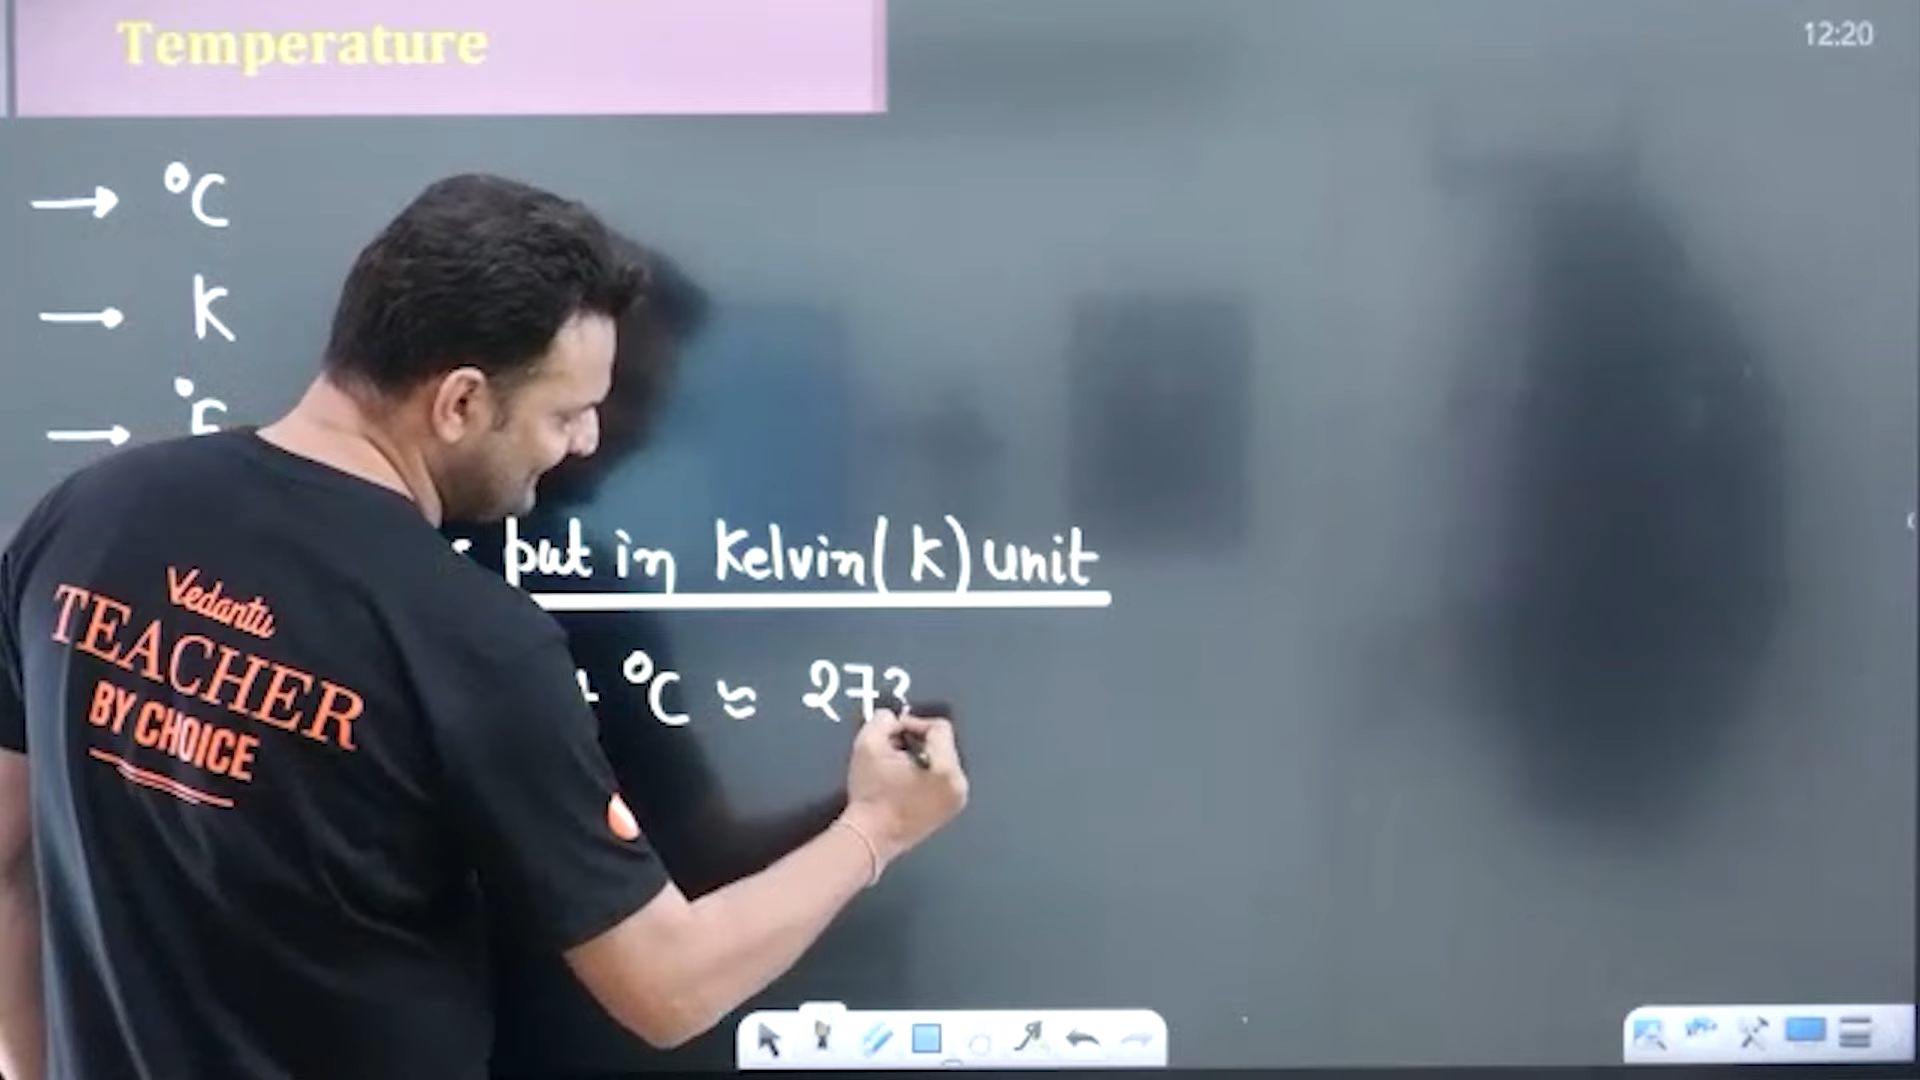 Temperature
12:20
→ °C
→ K
→ °F
put in Kelvin (K) unit
+ °C ≈ 273
Vedantu
TEACHER
BY CHOICE